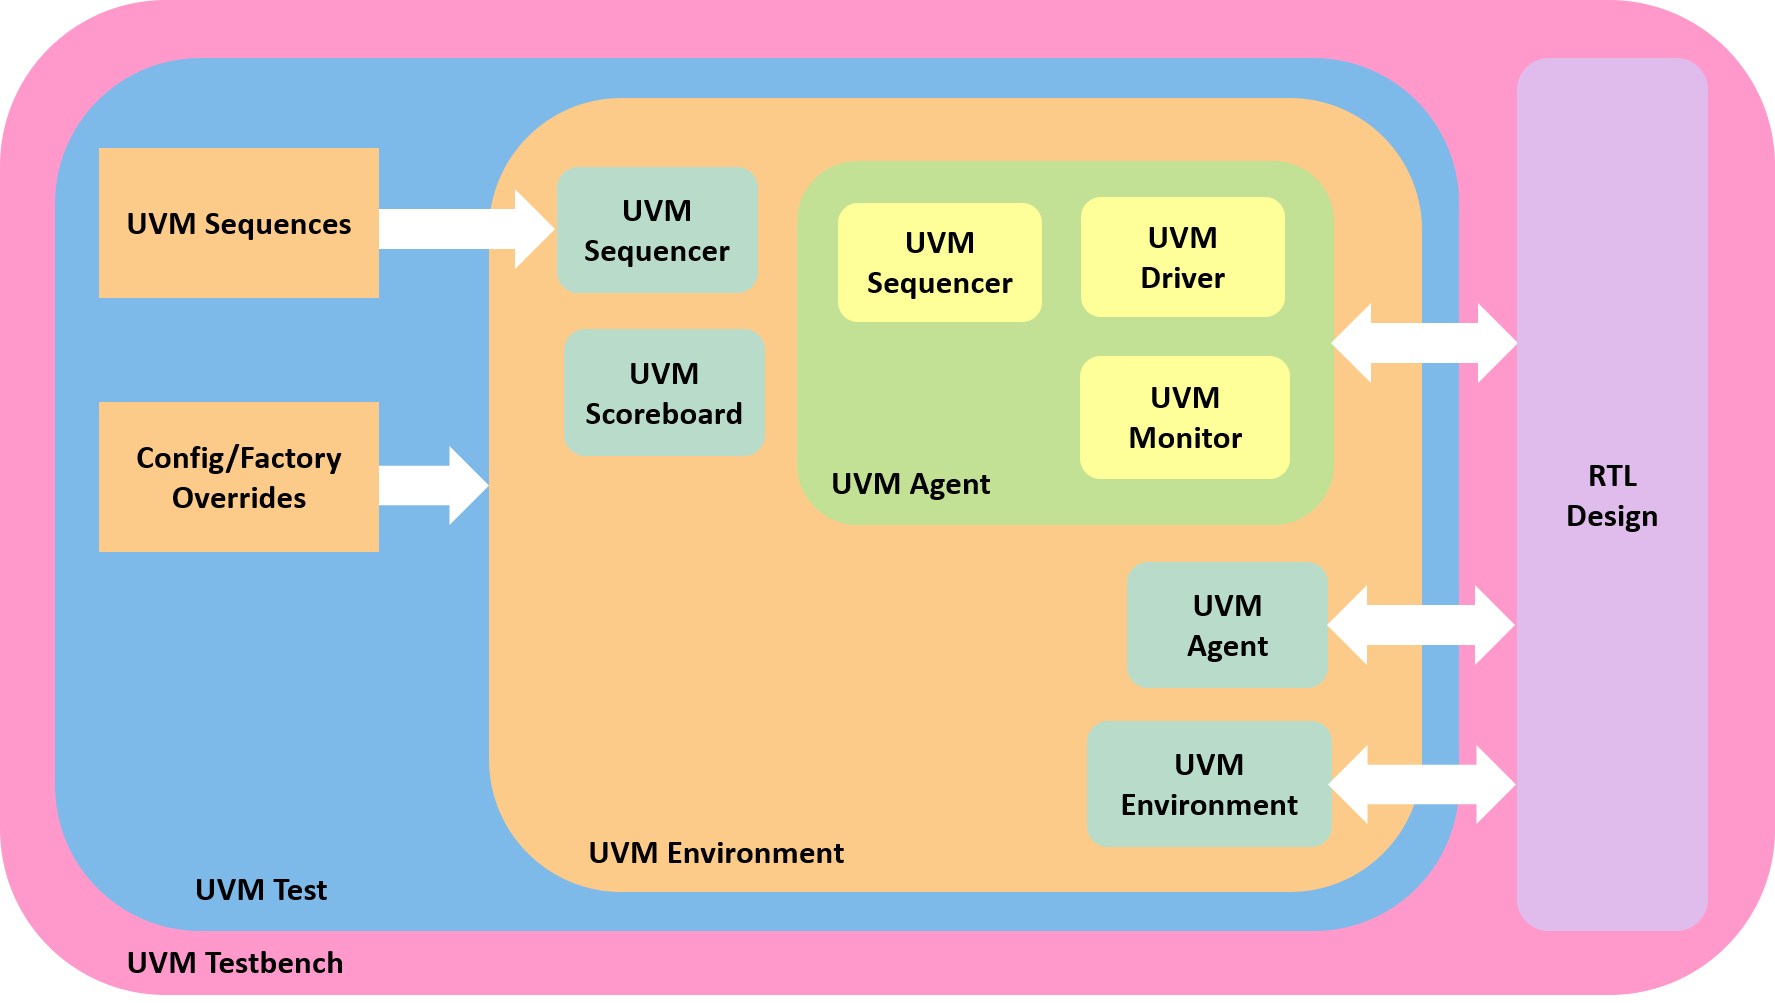 UVM Sequences
Config/Factory
Overrides
UVM
Sequencer
UVM
Scoreboard
UVM
Sequencer
UVM
Driver
UVM
Monitor
UVM Agent
UVM
Agent
UVM
Environment
UVM Environment
UVM Test
UVM Testbench
RTL
Design